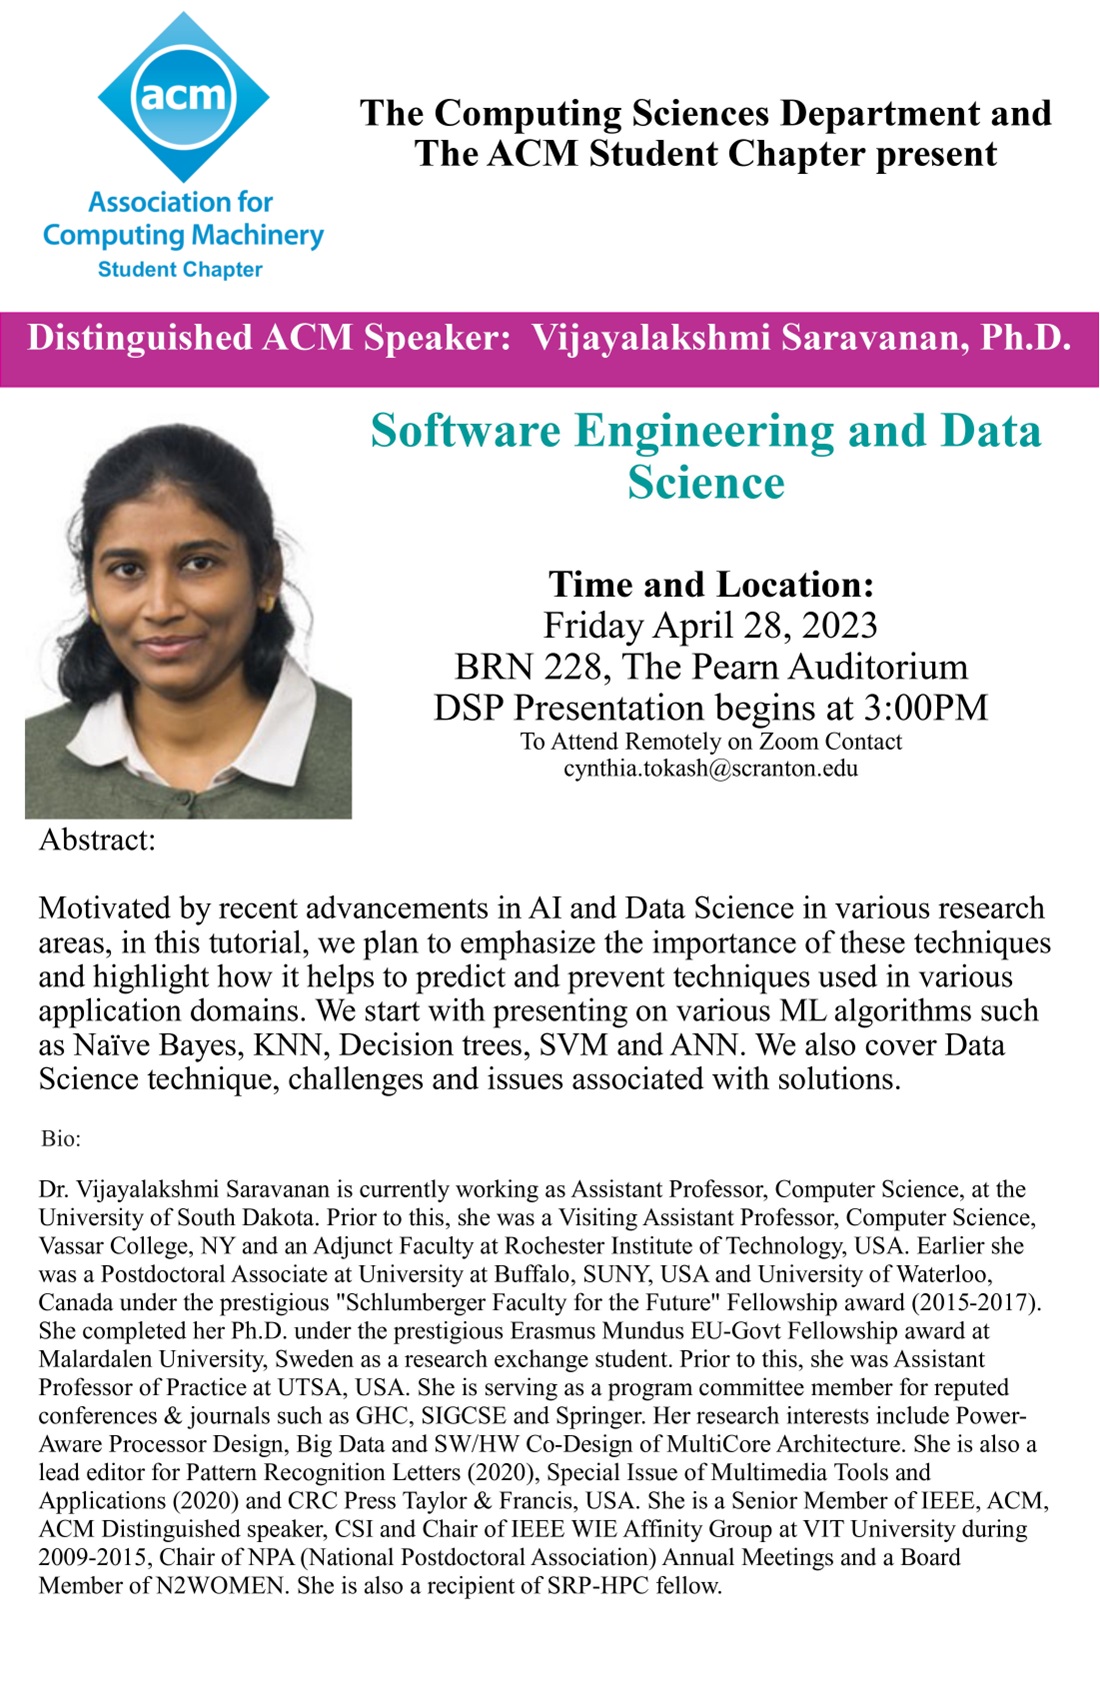 acm
Association for
Computing Machinery
Student Chapter
The Computing Sciences Department and
The ACM Student Chapter present
Distinguished ACM Speaker:  Vijayalakshmi Saravanan, Ph.D.
Software Engineering and Data
Science
Time and Location:
Friday April 28, 2023
BRN 228, The Pearn Auditorium
DSP Presentation begins at 3:00PM
To Attend Remotely on Zoom Contact
cynthia.tokash@scranton.edu
Abstract:
Motivated by recent advancements in AI and Data Science in various research
areas, in this tutorial, we plan to emphasize the importance of these techniques
and highlight how it helps to predict and prevent techniques used in various
application domains. We start with presenting on various ML algorithms such
as Naïve Bayes, KNN, Decision trees, SVM and ANN. We also cover Data
Science technique, challenges and issues associated with solutions.
Bio:
Dr. Vijayalakshmi Saravanan is currently working as Assistant Professor, Computer Science, at the
University of South Dakota. Prior to this, she was a Visiting Assistant Professor, Computer Science,
Vassar College, NY and an Adjunct Faculty at Rochester Institute of Technology, USA. Earlier she
was a Postdoctoral Associate at University at Buffalo, SUNY, USA and University of Waterloo,
Canada under the prestigious "Schlumberger Faculty for the Future" Fellowship award (2015-2017).
She completed her Ph.D. under the prestigious Erasmus Mundus EU-Govt Fellowship award at
Malardalen University, Sweden as a research exchange student. Prior to this, she was Assistant
Professor of Practice at UTSA, USA. She is serving as a program committee member for reputed
conferences & journals such as GHC, SIGCSE and Springer. Her research interests include Power-
Aware Processor Design, Big Data and SW/HW Co-Design of MultiCore Architecture. She is also a
lead editor for Pattern Recognition Letters (2020), Special Issue of Multimedia Tools and
Applications (2020) and CRC Press Taylor & Francis, USA. She is a Senior Member of IEEE, ACM,
ACM Distinguished speaker, CSI and Chair of IEEE WIE Affinity Group at VIT University during
2009-2015, Chair of NPA (National Postdoctoral Association) Annual Meetings and a Board
Member of N2WOMEN. She is also a recipient of SRP-HPC fellow.